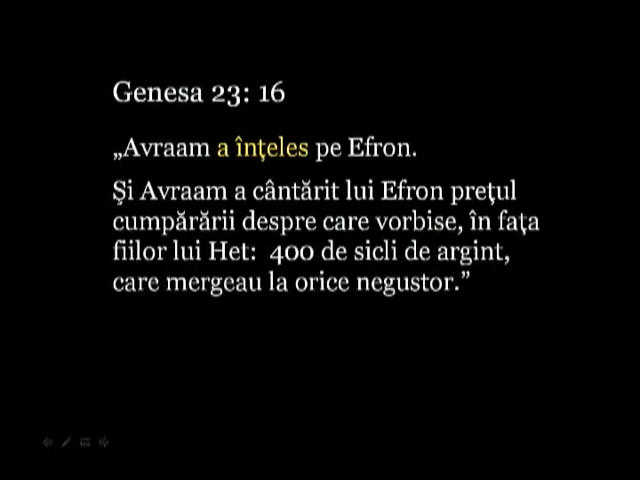 Genesa 23: 16
„Avraam a înţeles pe Efron.
Şi Avraam a cântărit lui Efron preţul
cumpărării despre care vorbise, în faţa
fiilor lui Het:  400 de sicli de argint,
care mergeau la orice negustor.”